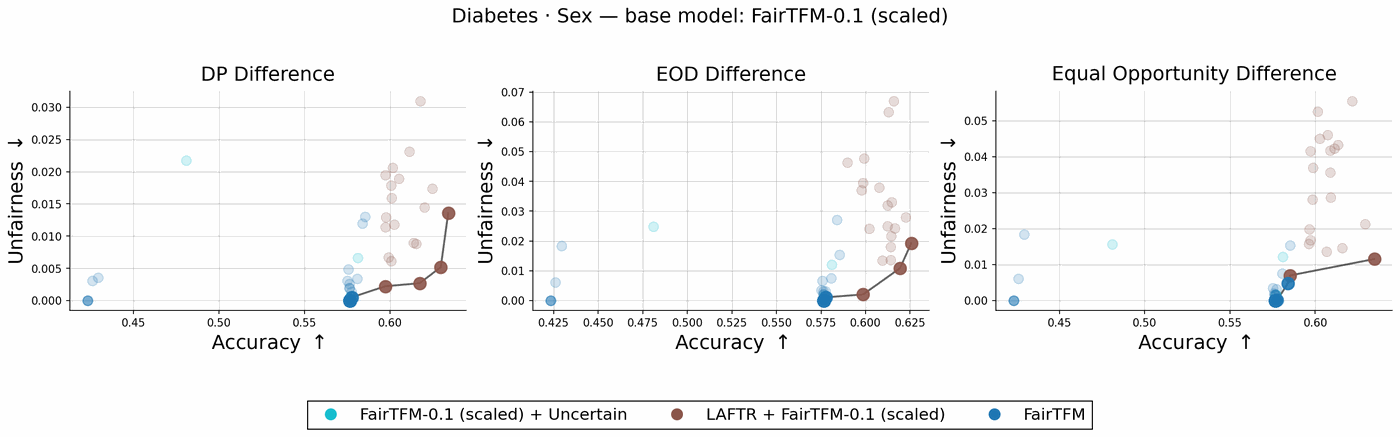 Diabetes · Sex — base model: FairTFM-0.1 (scaled)
DP Difference
Unfairness ↓
0.030
0.025
0.020
0.015
0.010
0.005
0.000
0.45 0.50 0.55 0.60
Accuracy ↑
EOD Difference
Unfairness ↓
0.07
0.06
0.05
0.04
0.03
0.02
0.01
0.00
0.425 0.450 0.475 0.500 0.525 0.550 0.575 0.600 0.625
Accuracy ↑
Equal Opportunity Difference
Unfairness ↓
0.05
0.04
0.03
0.02
0.01
0.00
0.45 0.50 0.55 0.60
Accuracy ↑
FairTFM-0.1 (scaled) + Uncertain LAFTR + FairTFM-0.1 (scaled) FairTFM